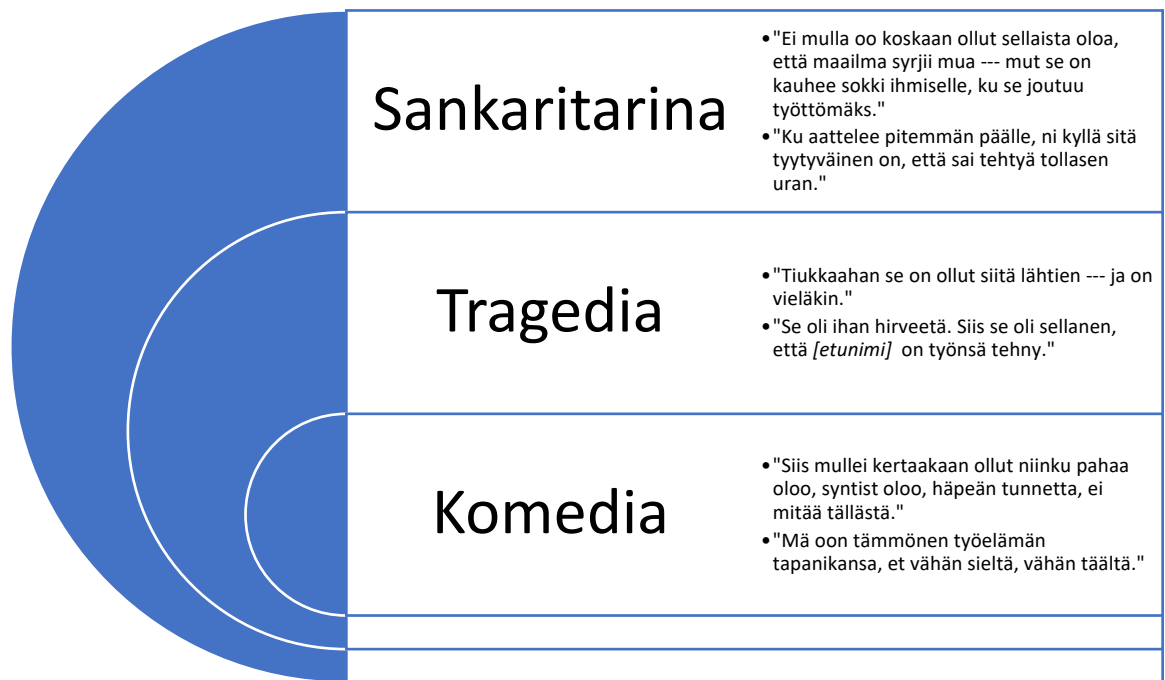 Sankaritarina
•"Ei mulla oo koskaan ollut sellaista oloa,
että maailma syrjii mua --- mut se on
kauhee sokki ihmiselle, ku se joutuu
työttömäks."
•"Ku aattelee pitemmän päälle, ni kyllä sitä
tyytyväinen on, että sai tehtyä tollasen
uran."
Tragedia
•"Tiukkaahan se on ollut siitä lähtien --- ja on
vieläkin."
•"Se oli ihan hirveetä. Siis se oli sellanen,
että [etunimi] on työnsä tehny."
Komedia
•"Siis mullei kertaakaan ollut niinku pahaa
oloo, syntist oloo, häpeän tunnetta, ei
mitää tällästä."
•"Mä oon tämmönen työelämän
tapanikansa, et vähän sieltä, vähän täältä."